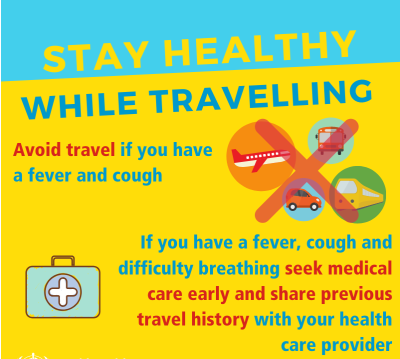 STAY HEALTHY
WHILE TRAVELLING
Avoid travel if you have
a fever and cough
If you have a fever, cough and
difficulty breathing seek medical
care early and share previous
travel history with your health
care provider